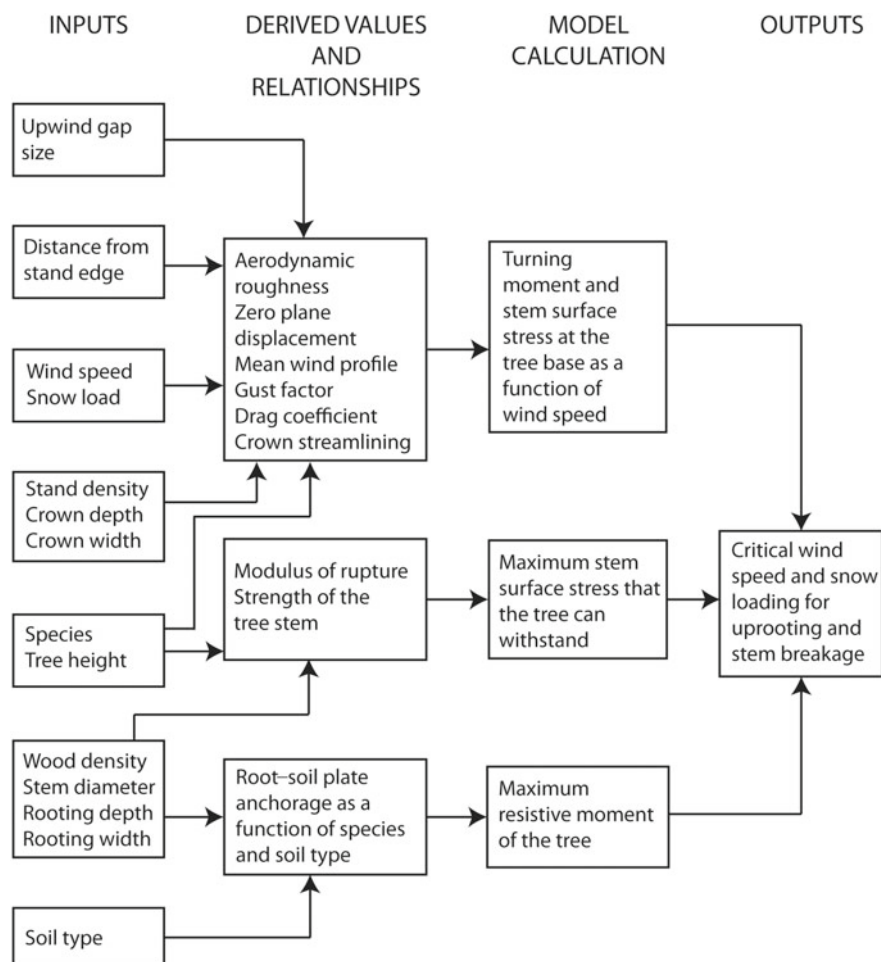 INPUTS
DERIVED VALUES
AND
RELATIONSHIPS
MODEL
CALCULATION
OUTPUTS
Upwind gap
size
Distance from
stand edge
Wind speed
Snow load
Stand density
Crown depth
Crown width
Species
Tree height
Wood density
Stem diameter
Rooting depth
Rooting width
Soil type
Aerodynamic
roughness
Zero plane
displacement
Mean wind profile
Gust factor
Drag coefficient
Crown streamlining
Modulus of rupture
Strength of the
tree stem
Root–soil plate
anchorage as a
function of species
and soil type
Turning
moment and
stem surface
stress at the
tree base as a
function of
wind speed
Maximum stem
surface stress that
the tree can
withstand
Maximum
resistive moment
of the tree
Critical wind
speed and snow
loading for
uprooting and
stem breakage